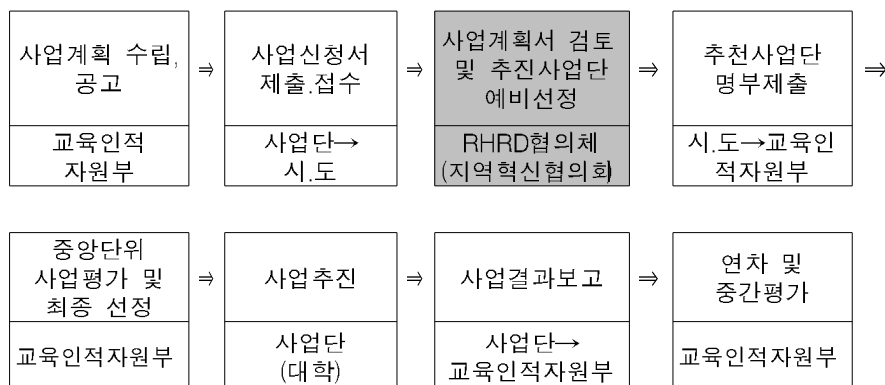 사업계획 수립,
공고
⇒
사업신청서
제출.접수
⇒
사업계획서 검토
및 추진사업단
예비선정
⇒
추천사업단
명부제출
⇒
교육인적
자원부
사업단→
시.도
RHRD협의체
(지역혁신협의회)
시.도→교육인
적자원부
중앙단위
사업평가 및
최종 선정
⇒
사업추진
⇒
사업결과보고
⇒
연차 및
중간평가
교육인적자원부
사업단
(대학)
사업단→
교육인적자원부
교육인적자원부